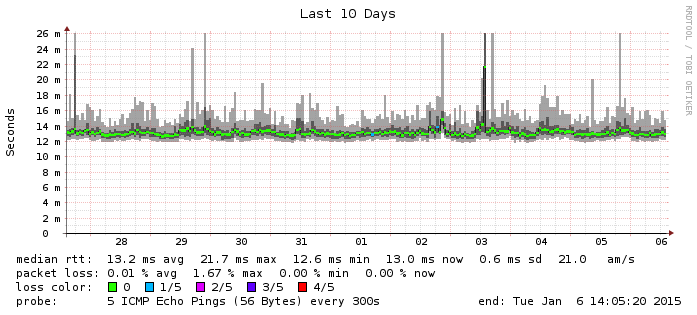 Last 10 Days
RRDTOOL / TOBI OETIKER
Seconds
26 m
24 m
22 m
20 m
18 m
16 m
14 m
12 m
10 m
8 m
6 m
4 m
2 m
0
28 29 30 31 01 02 03 04 05 06
median rtt: 13.2 ms avg 21.7 ms max 12.6 ms min 13.0 ms now 0.6 ms sd 21.0 am/s
packet loss: 0.01 % avg 1.67 % max 0.00 % min 0.00 % now
loss color: 0 1/5 2/5 3/5 4/5
probe: 5 ICMP Echo Pings (56 Bytes) every 300s end: Tue Jan 6 14:05:20 2015